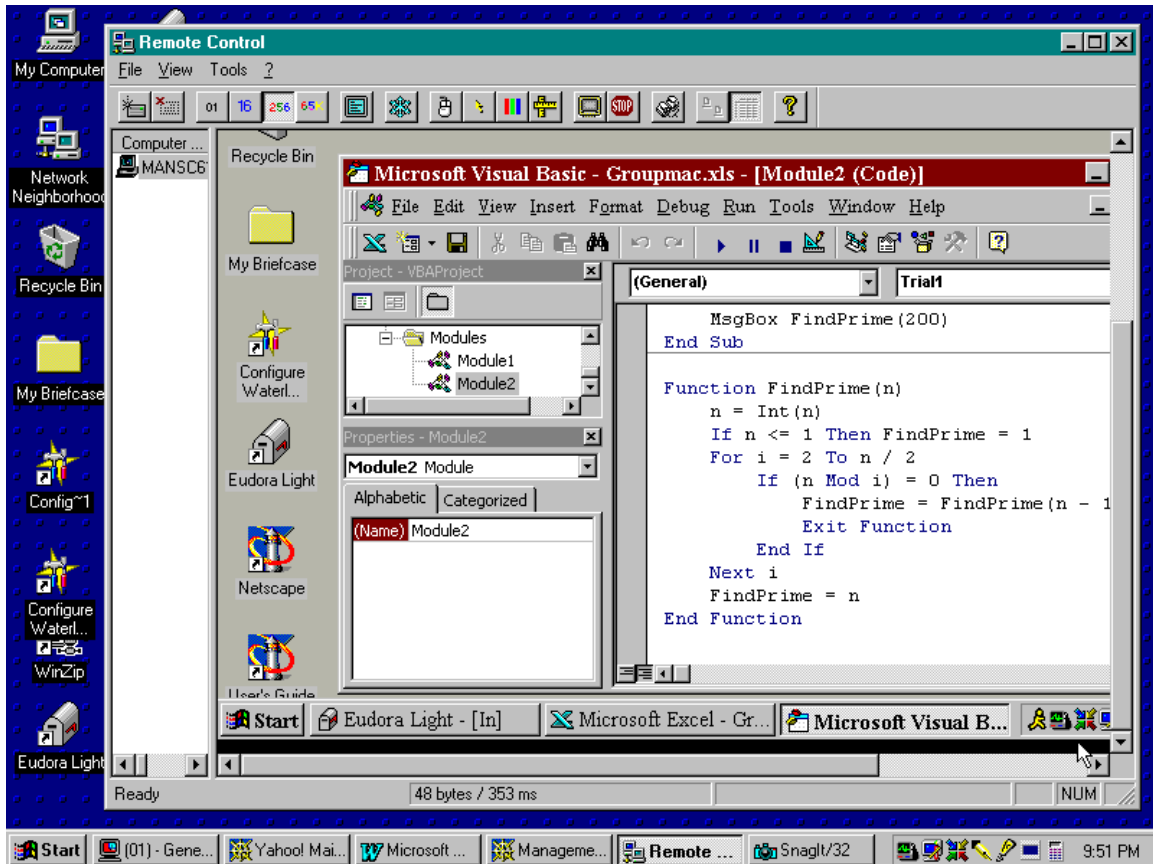 My Computer
Network
Neighborhood
Recycle Bin
My Briefcase
Config~1
Configure
Waterl...
WinZip
Eudora Light
Remote Control
File View Tools ?
01 16 256 65
STOP
Computer ...
MANSC6
Recycle Bin
My Briefcase
Configure
Waterl...
Eudora Light
Netscape
User's Guide
Microsoft Visual Basic - Groupmac.xls - [Module2 (Code)]
File Edit View Insert Format Debug Run Tools Window Help
Project - VBAProject
Modules
Module1
Module2
Properties - Module2
Module2 Module
Alphabetic Categorized
(Name) Module2
(General) Trial1
MsgBox FindPrime(200)
End Sub
Function FindPrime(n)
n = Int(n)
If n <= 1 Then FindPrime = 1
For i = 2 To n / 2
If (n Mod i) = 0 Then
FindPrime = FindPrime(n - 1
Exit Function
End If
Next i
FindPrime = n
End Function
Start Eudora Light - [In] Microsoft Excel - Gr... Microsoft Visual B...
Ready 48 bytes / 353 ms NUM
Start (01) - Gene... Yahoo! Mai... Microsoft ... Manageme... Remote ... SnagIt/32 9:51 PM